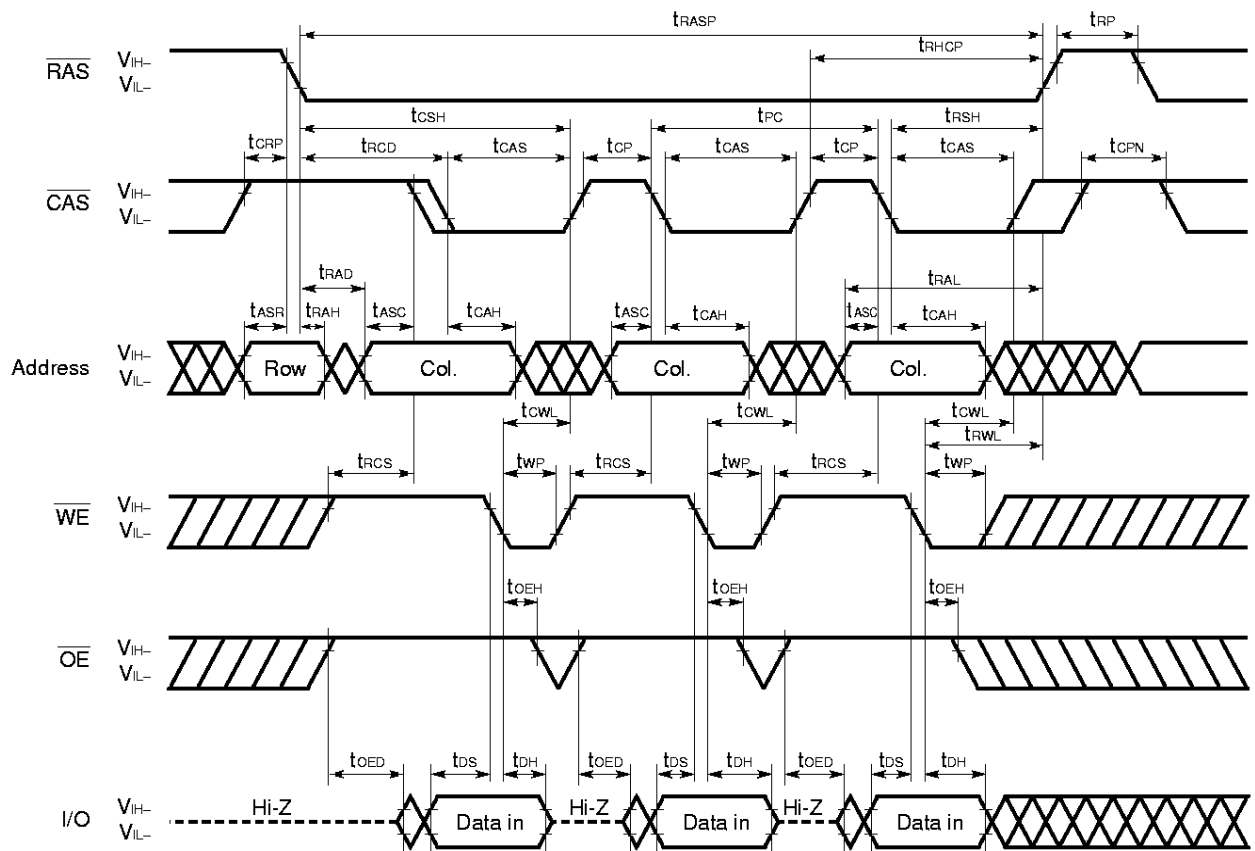 tRASP
tRP
tRHCP
RAS
VIH–
VIL–
tCSH
tPC
tRSH
tCRP
tRCD
tCAS
tCP
tCAS
tCP
tCAS
tCPN
CAS
VIH–
VIL–
tRAD
tRAL
tASR
tRAH
tASC
tCAH
tASC
tCAH
tASC
tCAH
Address
VIH–
VIL–
Row
Col.
Col.
Col.
tCWL
tCWL
tCWL
tRWL
tRCS
tWP
tRCS
tWP
tRCS
tWP
WE
VIH–
VIL–
tOEH
tOEH
tOEH
OE
VIH–
VIL–
tOED
tDS
tDH
tOED
tDS
tDH
tOED
tDS
tDH
I/O
VIH–
VIL–
Hi-Z
Data in
Hi-Z
Data in
Hi-Z
Data in